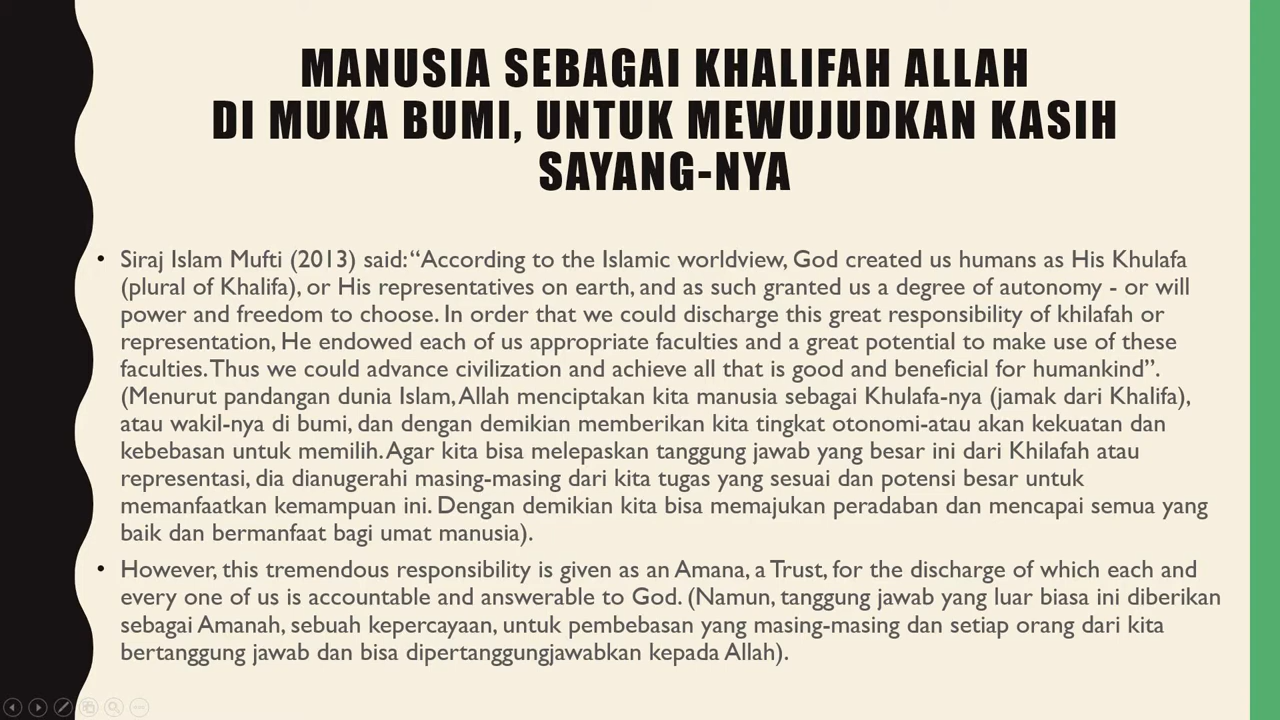 MANUSIA SEBAGAI KHALIFAH ALLAH
DI MUKA BUMI, UNTUK MEWUJUDKAN KASIH
SAYANG-NYA
• Siraj Islam Mufti (2013) said: “According to the Islamic worldview, God created us humans as His Khulafa
(plural of Khalifa), or His representatives on earth, and as such granted us a degree of autonomy - or will
power and freedom to choose. In order that we could discharge this great responsibility of khilafah or
representation, He endowed each of us appropriate faculties and a great potential to make use of these
faculties. Thus we could advance civilization and achieve all that is good and beneficial for humankind”.
(Menurut pandangan dunia Islam, Allah menciptakan kita manusia sebagai Khulafa-nya (jamak dari Khalifa),
atau wakil-nya di bumi, dan dengan demikian memberikan kita tingkat otonomi-atau akan kekuatan dan
kebebasan untuk memilih. Agar kita bisa melepaskan tanggung jawab yang besar ini dari Khilafah atau
representasi, dia dianugerahi masing-masing dari kita tugas yang sesuai dan potensi besar untuk
memanfaatkan kemampuan ini. Dengan demikian kita bisa memajukan peradaban dan mencapai semua yang
baik dan bermanfaat bagi umat manusia).
• However, this tremendous responsibility is given as an Amana, a Trust, for the discharge of which each and
every one of us is accountable and answerable to God. (Namun, tanggung jawab yang luar biasa ini diberikan
sebagai Amanah, sebuah kepercayaan, untuk pembebasan yang masing-masing dan setiap orang dari kita
bertanggung jawab dan bisa dipertanggungjawabkan kepada Allah).